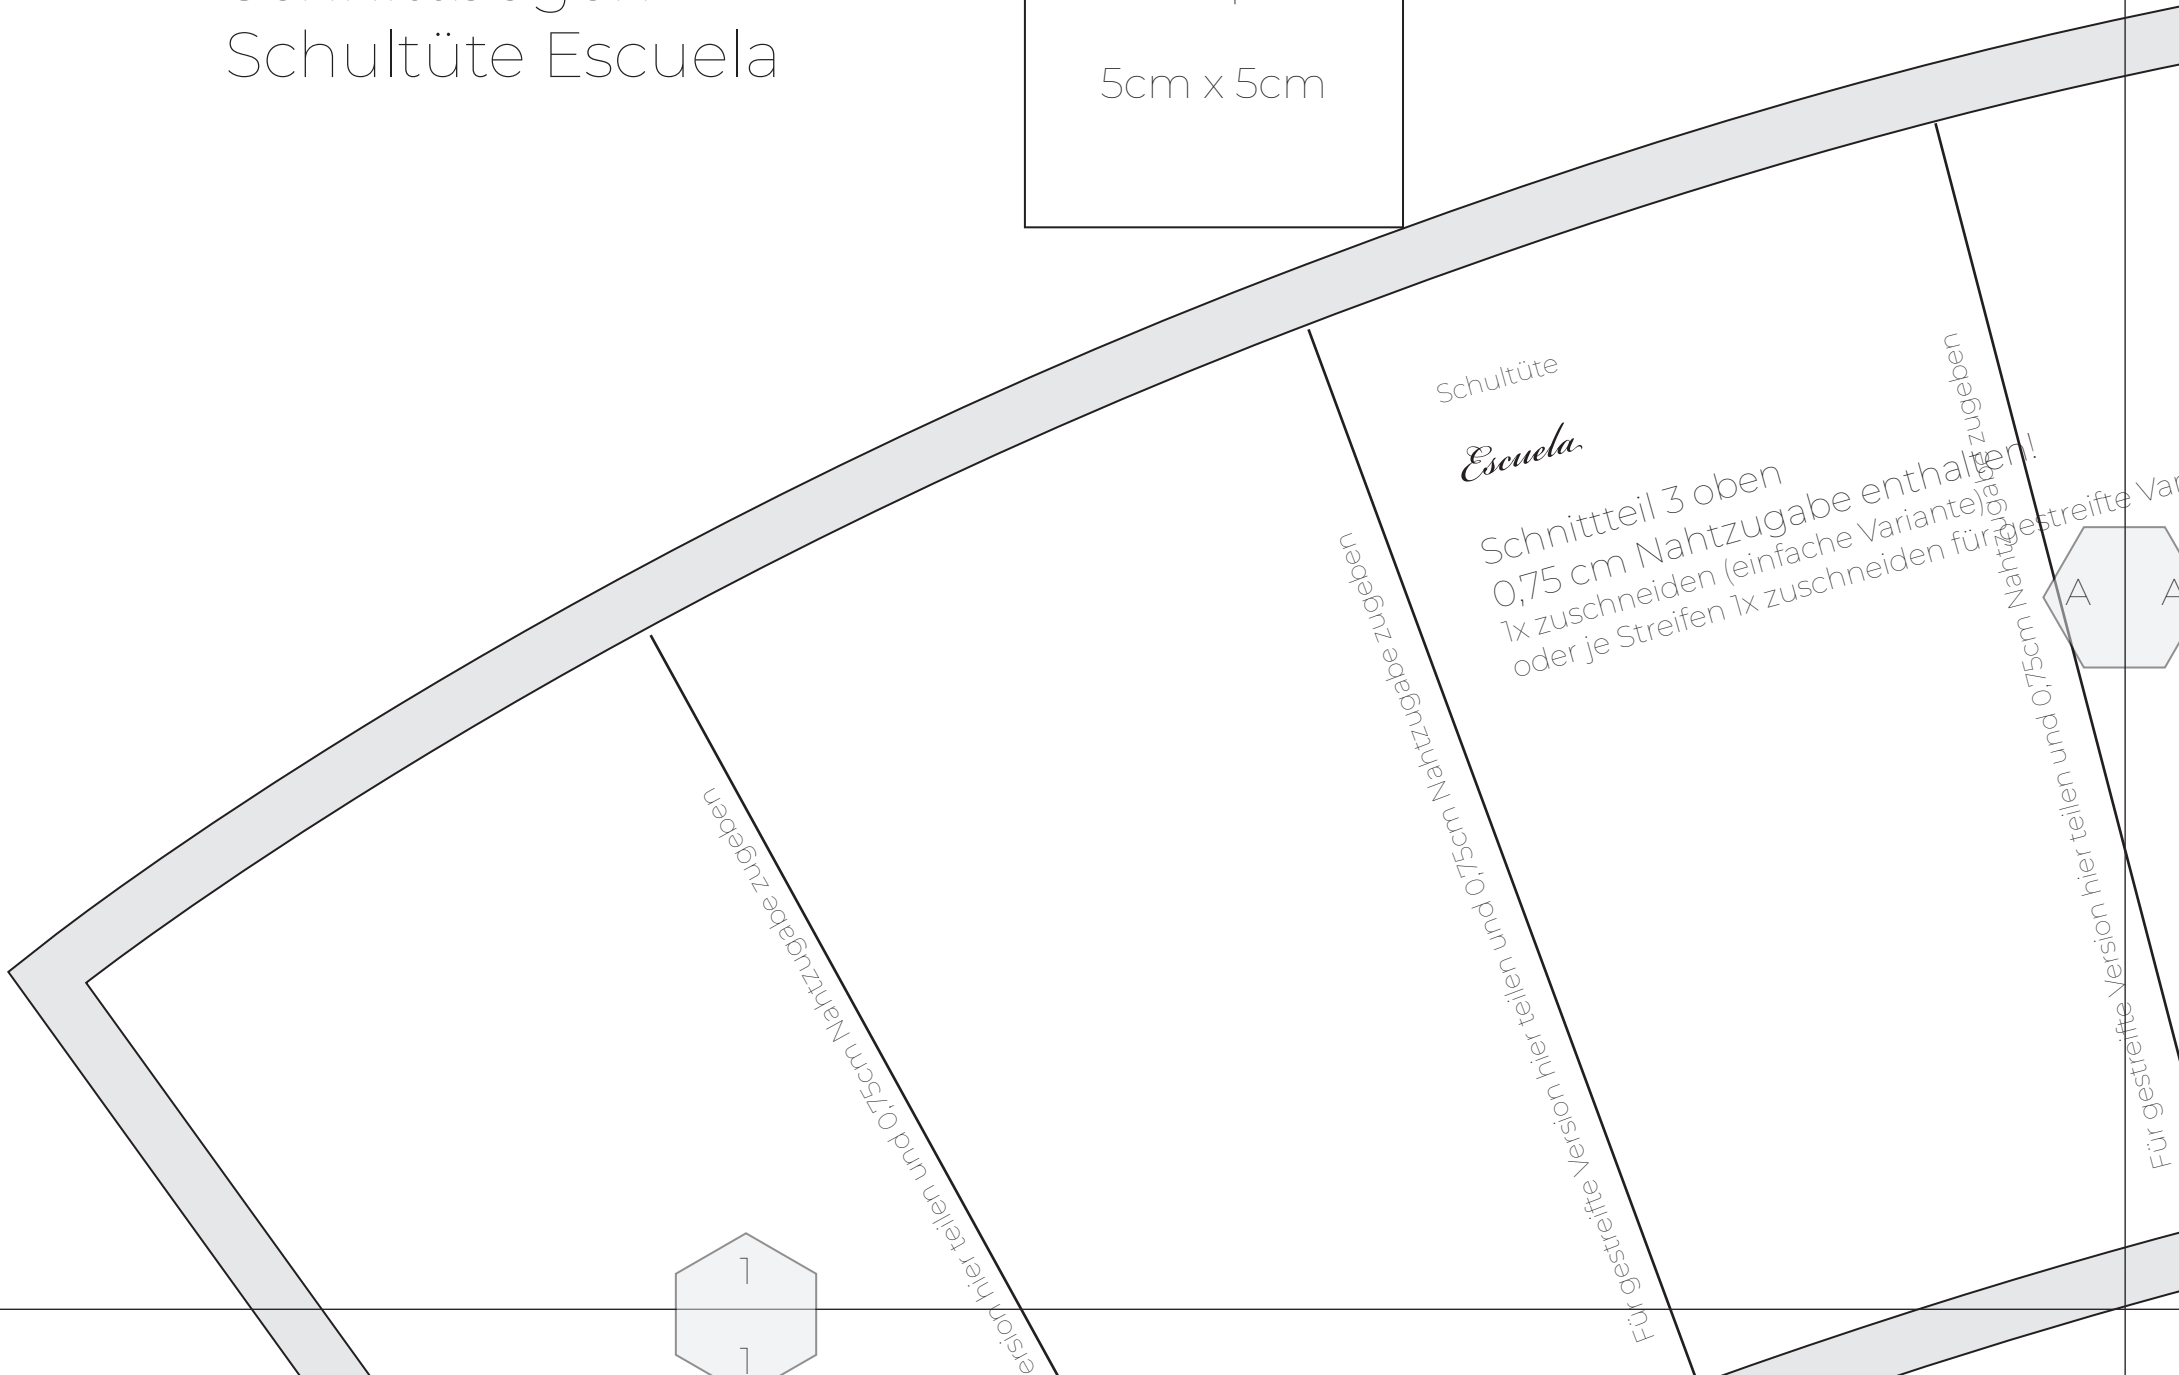 Schultüte Escuela
5cm x 5cm
Schultüte
Escuela
Schnittteil 3 oben
0,75 cm Nahtzugabe enthalten!
1x zuschneiden (einfache Variante)
oder je Streifen 1x zuschneiden für gestreifte Var
Für gestreifte Version hier teilen und 0,75cm Nahtzugabe zugeben
Für gestreifte Version hier teilen und 0,75cm Nahtzugabe zugeben
ersion hier teilen und 0,75cm Nahtzugabe zugeben
A
A
1
1